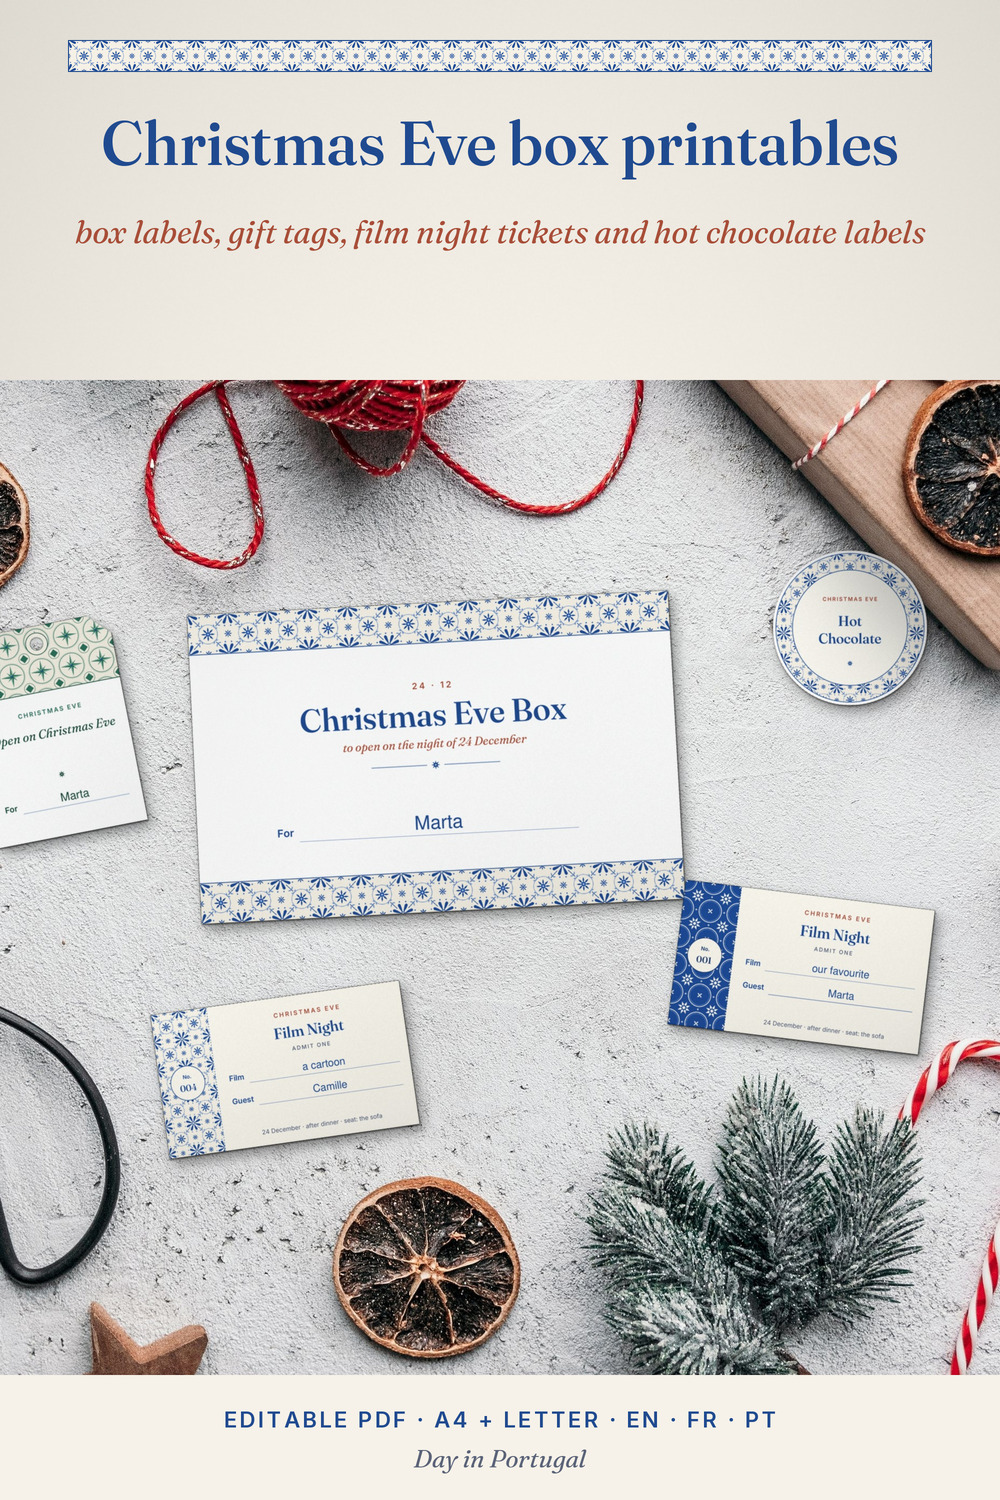 Christmas Eve box printables
box labels, gift tags, film night tickets and hot chocolate labels
CHRISTMAS EVE
Hot
Chocolate
CHRISTMAS EVE
pen on Christmas Eve
For Marta
24 · 12
Christmas Eve Box
to open on the night of 24 December
For Marta
No.
001
CHRISTMAS EVE
Film Night
ADMIT ONE
Film our favourite
Guest Marta
24 December · after dinner · seat: the sofa
No.
004
CHRISTMAS EVE
Film Night
ADMIT ONE
Film a cartoon
Guest Camille
24 December · after dinner · seat: the sofa
EDITABLE PDF · A4 + LETTER · EN · FR · PT
Day in Portugal